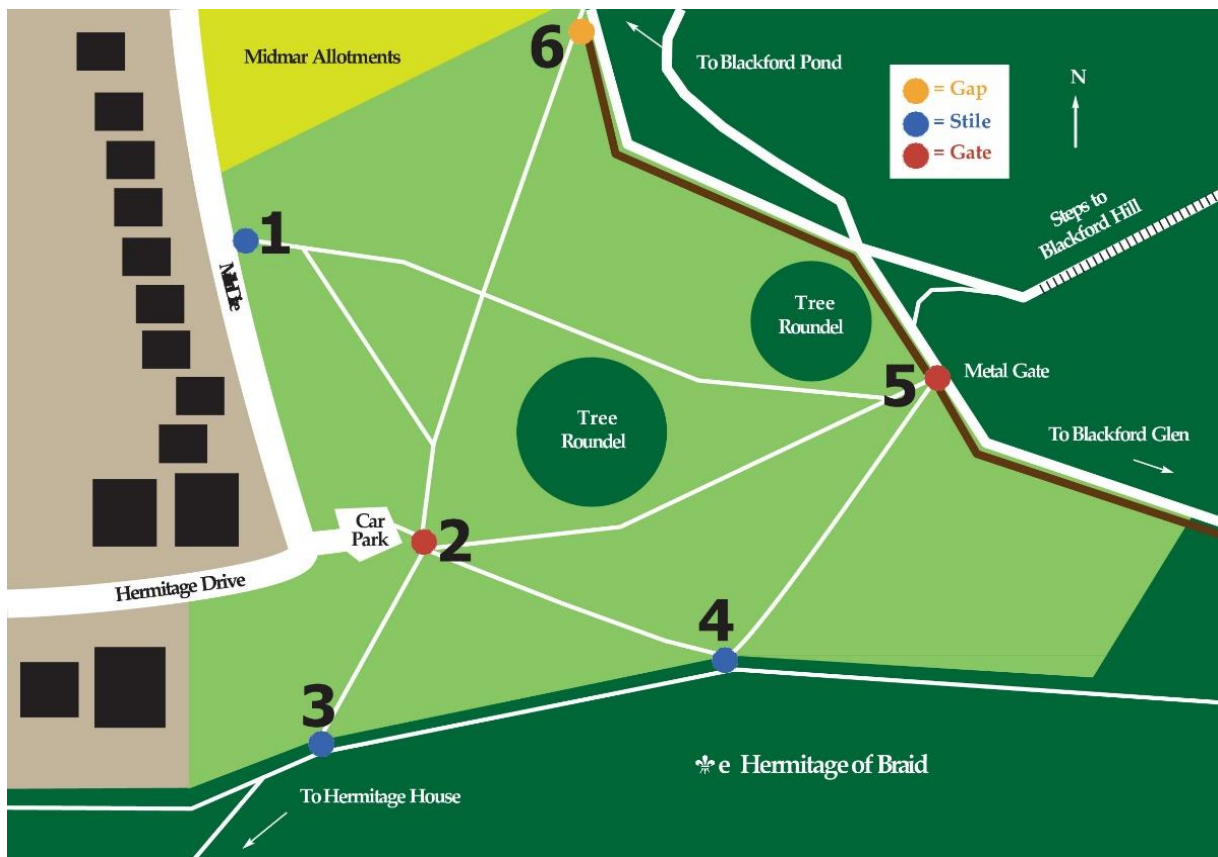 6
Midmar Allotments
To Blackford Pond
= Gap
= Stile
= Gate
N
Steps to
Blackford Hill
1
Tree
Roundel
Tree
Roundel
5
Metal Gate
To Blackford Glen
Car
Park
2
Hermitage Drive
4
3
e Hermitage of Braid
To Hermitage House